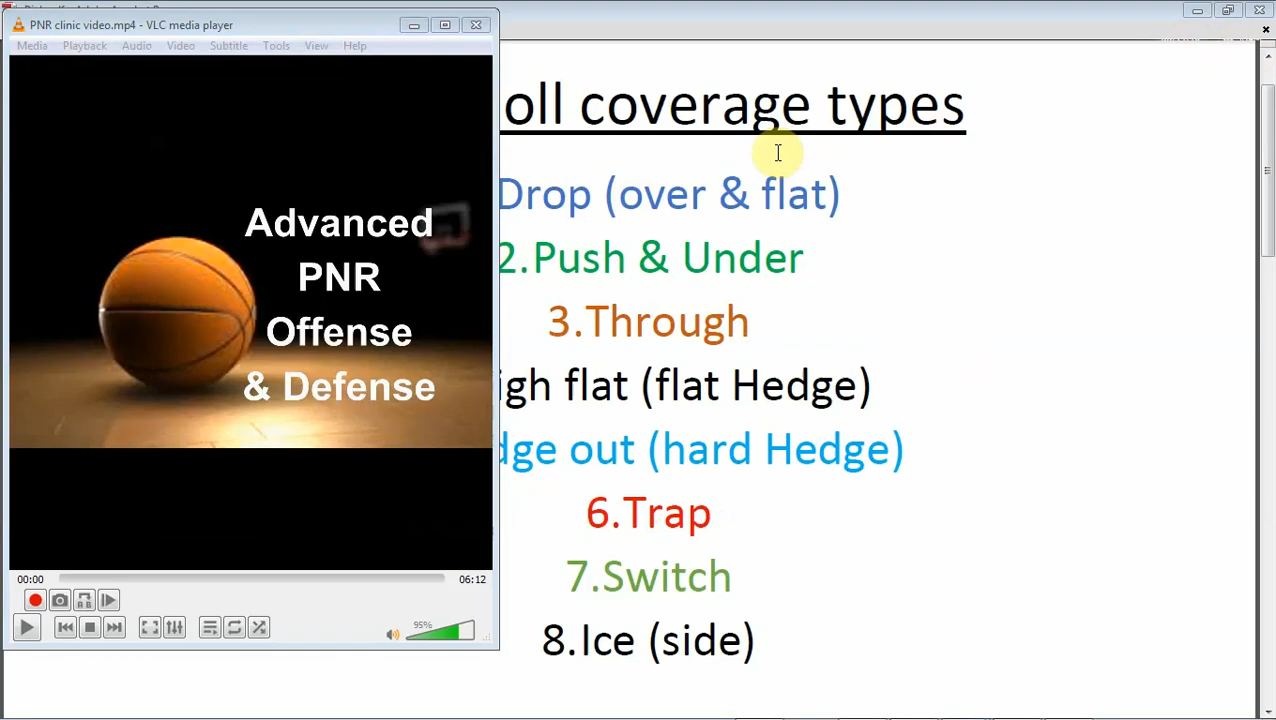 PNR clinic video.mp4 - VLC media player
Media Playback Audio Video Subtitle Tools View Help
Advanced
PNR
Offense
& Defense
00:00
06:12
95%
oll coverage types
Drop (over & flat)
2.Push & Under
3.Through
igh flat (flat Hedge)
dge out (hard Hedge)
6.Trap
7.Switch
8.Ice (side)